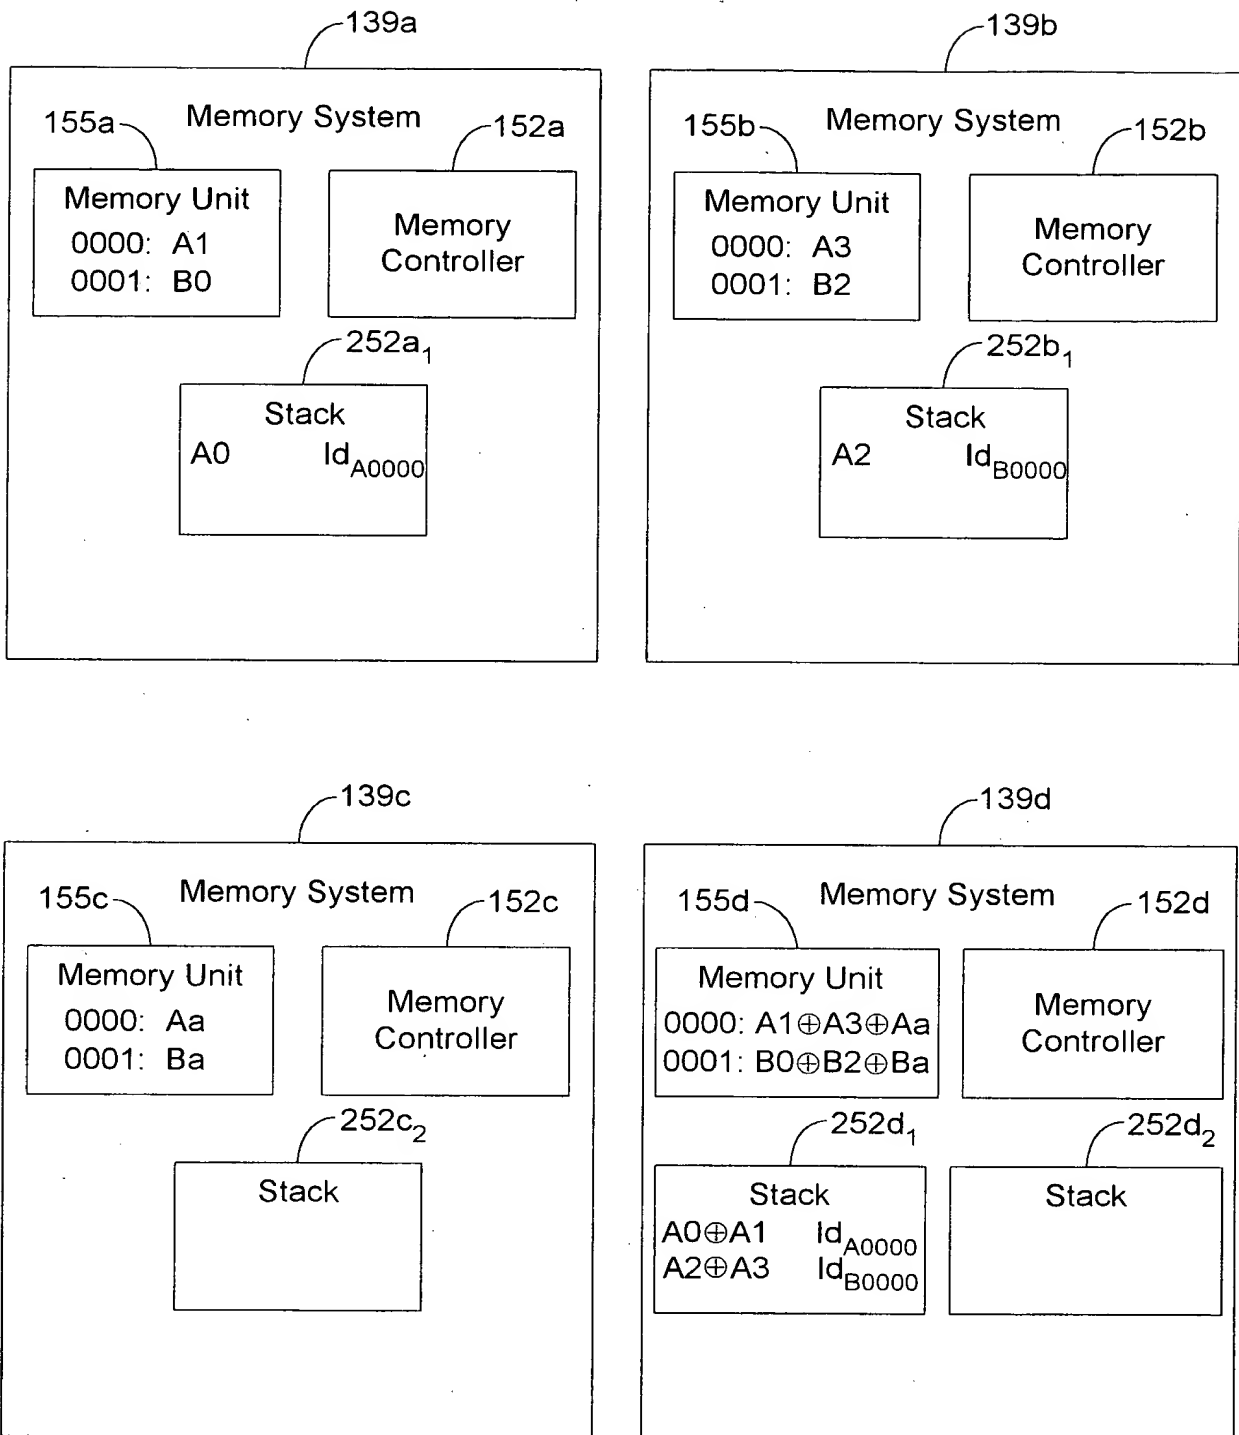 139a
Memory System
155a
152a
Memory Unit
0000: A1
0001: B0
Memory
Controller
252a1
Stack
A0 IdA0000
139b
Memory System
155b
152b
Memory Unit
0000: A3
0001: B2
Memory
Controller
252b1
Stack
A2 IdB0000
139c
Memory System
155c
152c
Memory Unit
0000: Aa
0001: Ba
Memory
Controller
252c2
Stack
139d
Memory System
155d
152d
Memory Unit
0000: A1⊕A3⊕Aa
0001: B0⊕B2⊕Ba
Memory
Controller
252d1
252d2
Stack
A0⊕A1 IdA0000
A2⊕A3 IdB0000
Stack